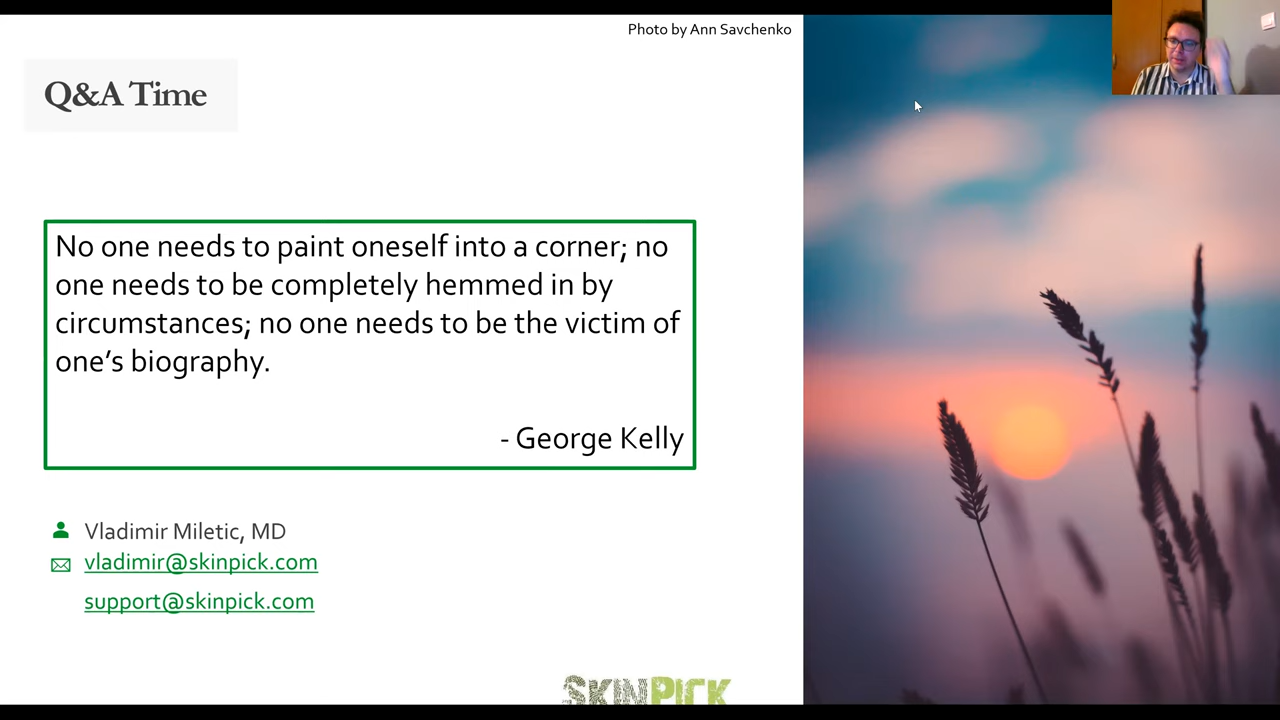 Photo by Ann Savchenko
Q&A Time
No one needs to paint oneself into a corner; no
one needs to be completely hemmed in by
circumstances; no one needs to be the victim of
one’s biography.
- George Kelly
Vladimir Miletic, MD
vladimir@skinpick.com
support@skinpick.com
SKINPICK